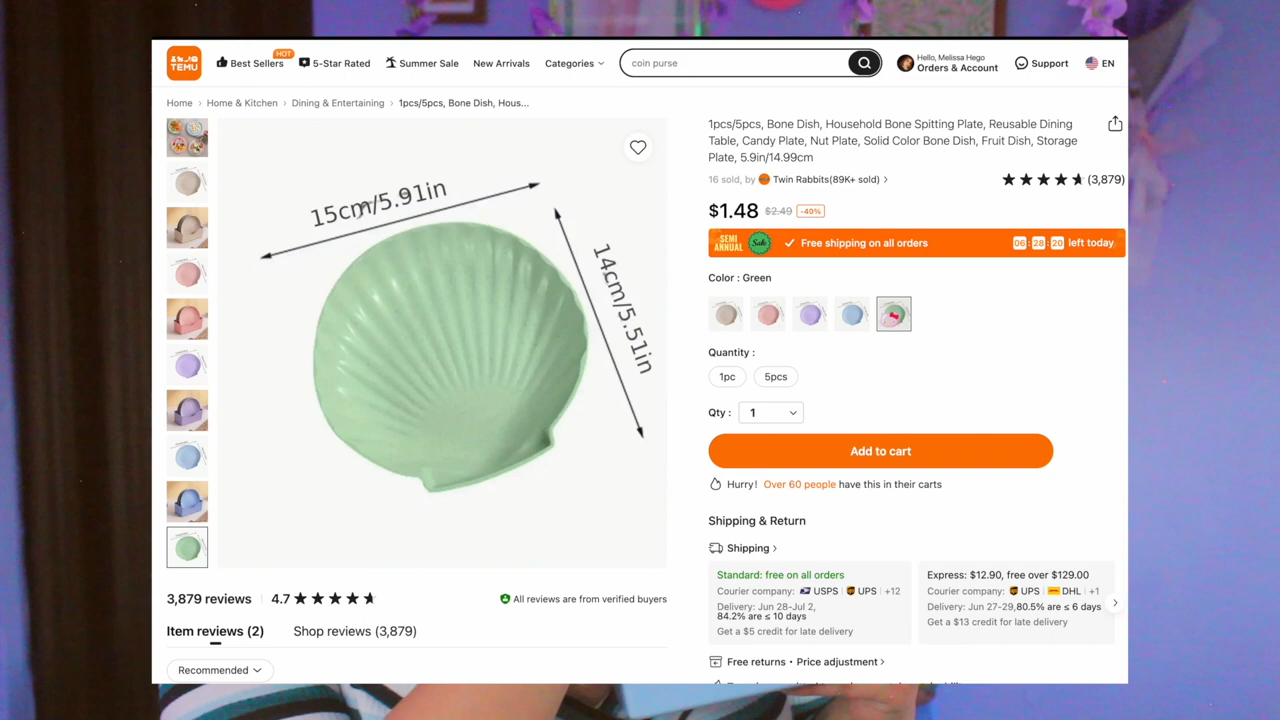 TEMU
Best Sellers
HOT
5-Star Rated
Summer Sale
New Arrivals
Categories
coin purse
Hello, Melissa Hego
Orders & Account
Support
EN
Home › Home & Kitchen › Dining & Entertaining › 1pcs/5pcs, Bone Dish, Hous...
15cm/5.91in
14cm/5.51in
1pcs/5pcs, Bone Dish, Household Bone Spitting Plate, Reusable Dining
Table, Candy Plate, Nut Plate, Solid Color Bone Dish, Fruit Dish, Storage
Plate, 5.9in/14.99cm
16 sold, by Twin Rabbits(89K+ sold) ›
(3,879)
$1.48 $2.49 -40%
SEMI
ANNUAL
Sale
Free shipping on all orders
06:28:20 left today
Color : Green
Quantity :
1pc
5pcs
Qty : 1
Add to cart
Hurry! Over 60 people have this in their carts
Shipping & Return
Shipping ›
Standard: free on all orders
Courier company: USPS | UPS | +12
Delivery: Jun 28-Jul 2,
84.2% are ≤ 10 days
Get a $5 credit for late delivery
Express: $12.90, free over $129.00
Courier company: UPS | DHL | +1
Delivery: Jun 27-29, 80.5% are ≤ 6 days
Get a $13 credit for late delivery
Free returns • Price adjustment ›
3,879 reviews
4.7
All reviews are from verified buyers
Item reviews (2)
Shop reviews (3,879)
Recommended